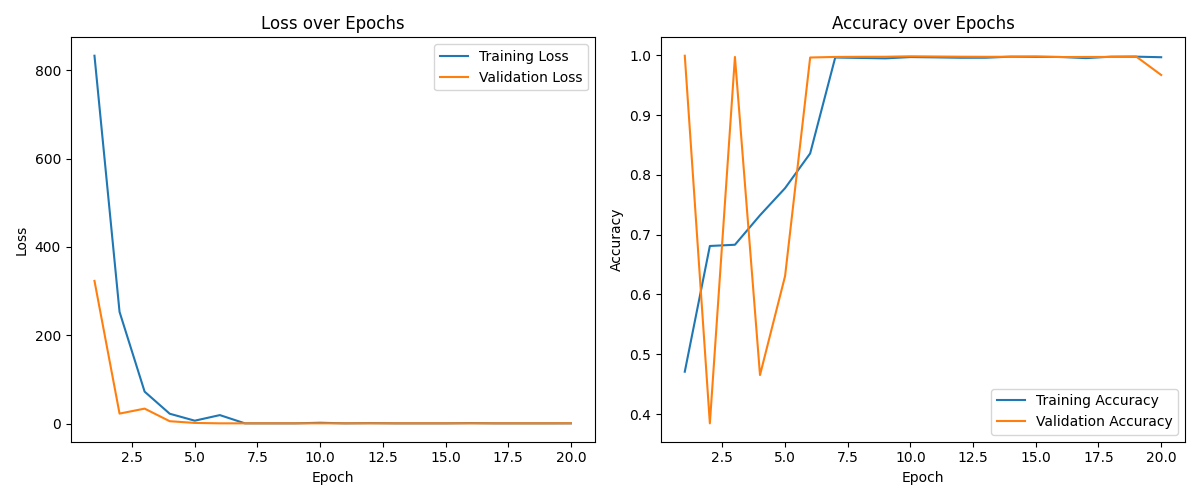 Loss over Epochs
Training Loss
Validation Loss
800
600
400
200
0
Loss
2.5 5.0 7.5 10.0 12.5 15.0 17.5 20.0
Epoch
Accuracy over Epochs
1.0
0.9
0.8
0.7
0.6
0.5
0.4
Accuracy
Training Accuracy
Validation Accuracy
2.5 5.0 7.5 10.0 12.5 15.0 17.5 20.0
Epoch